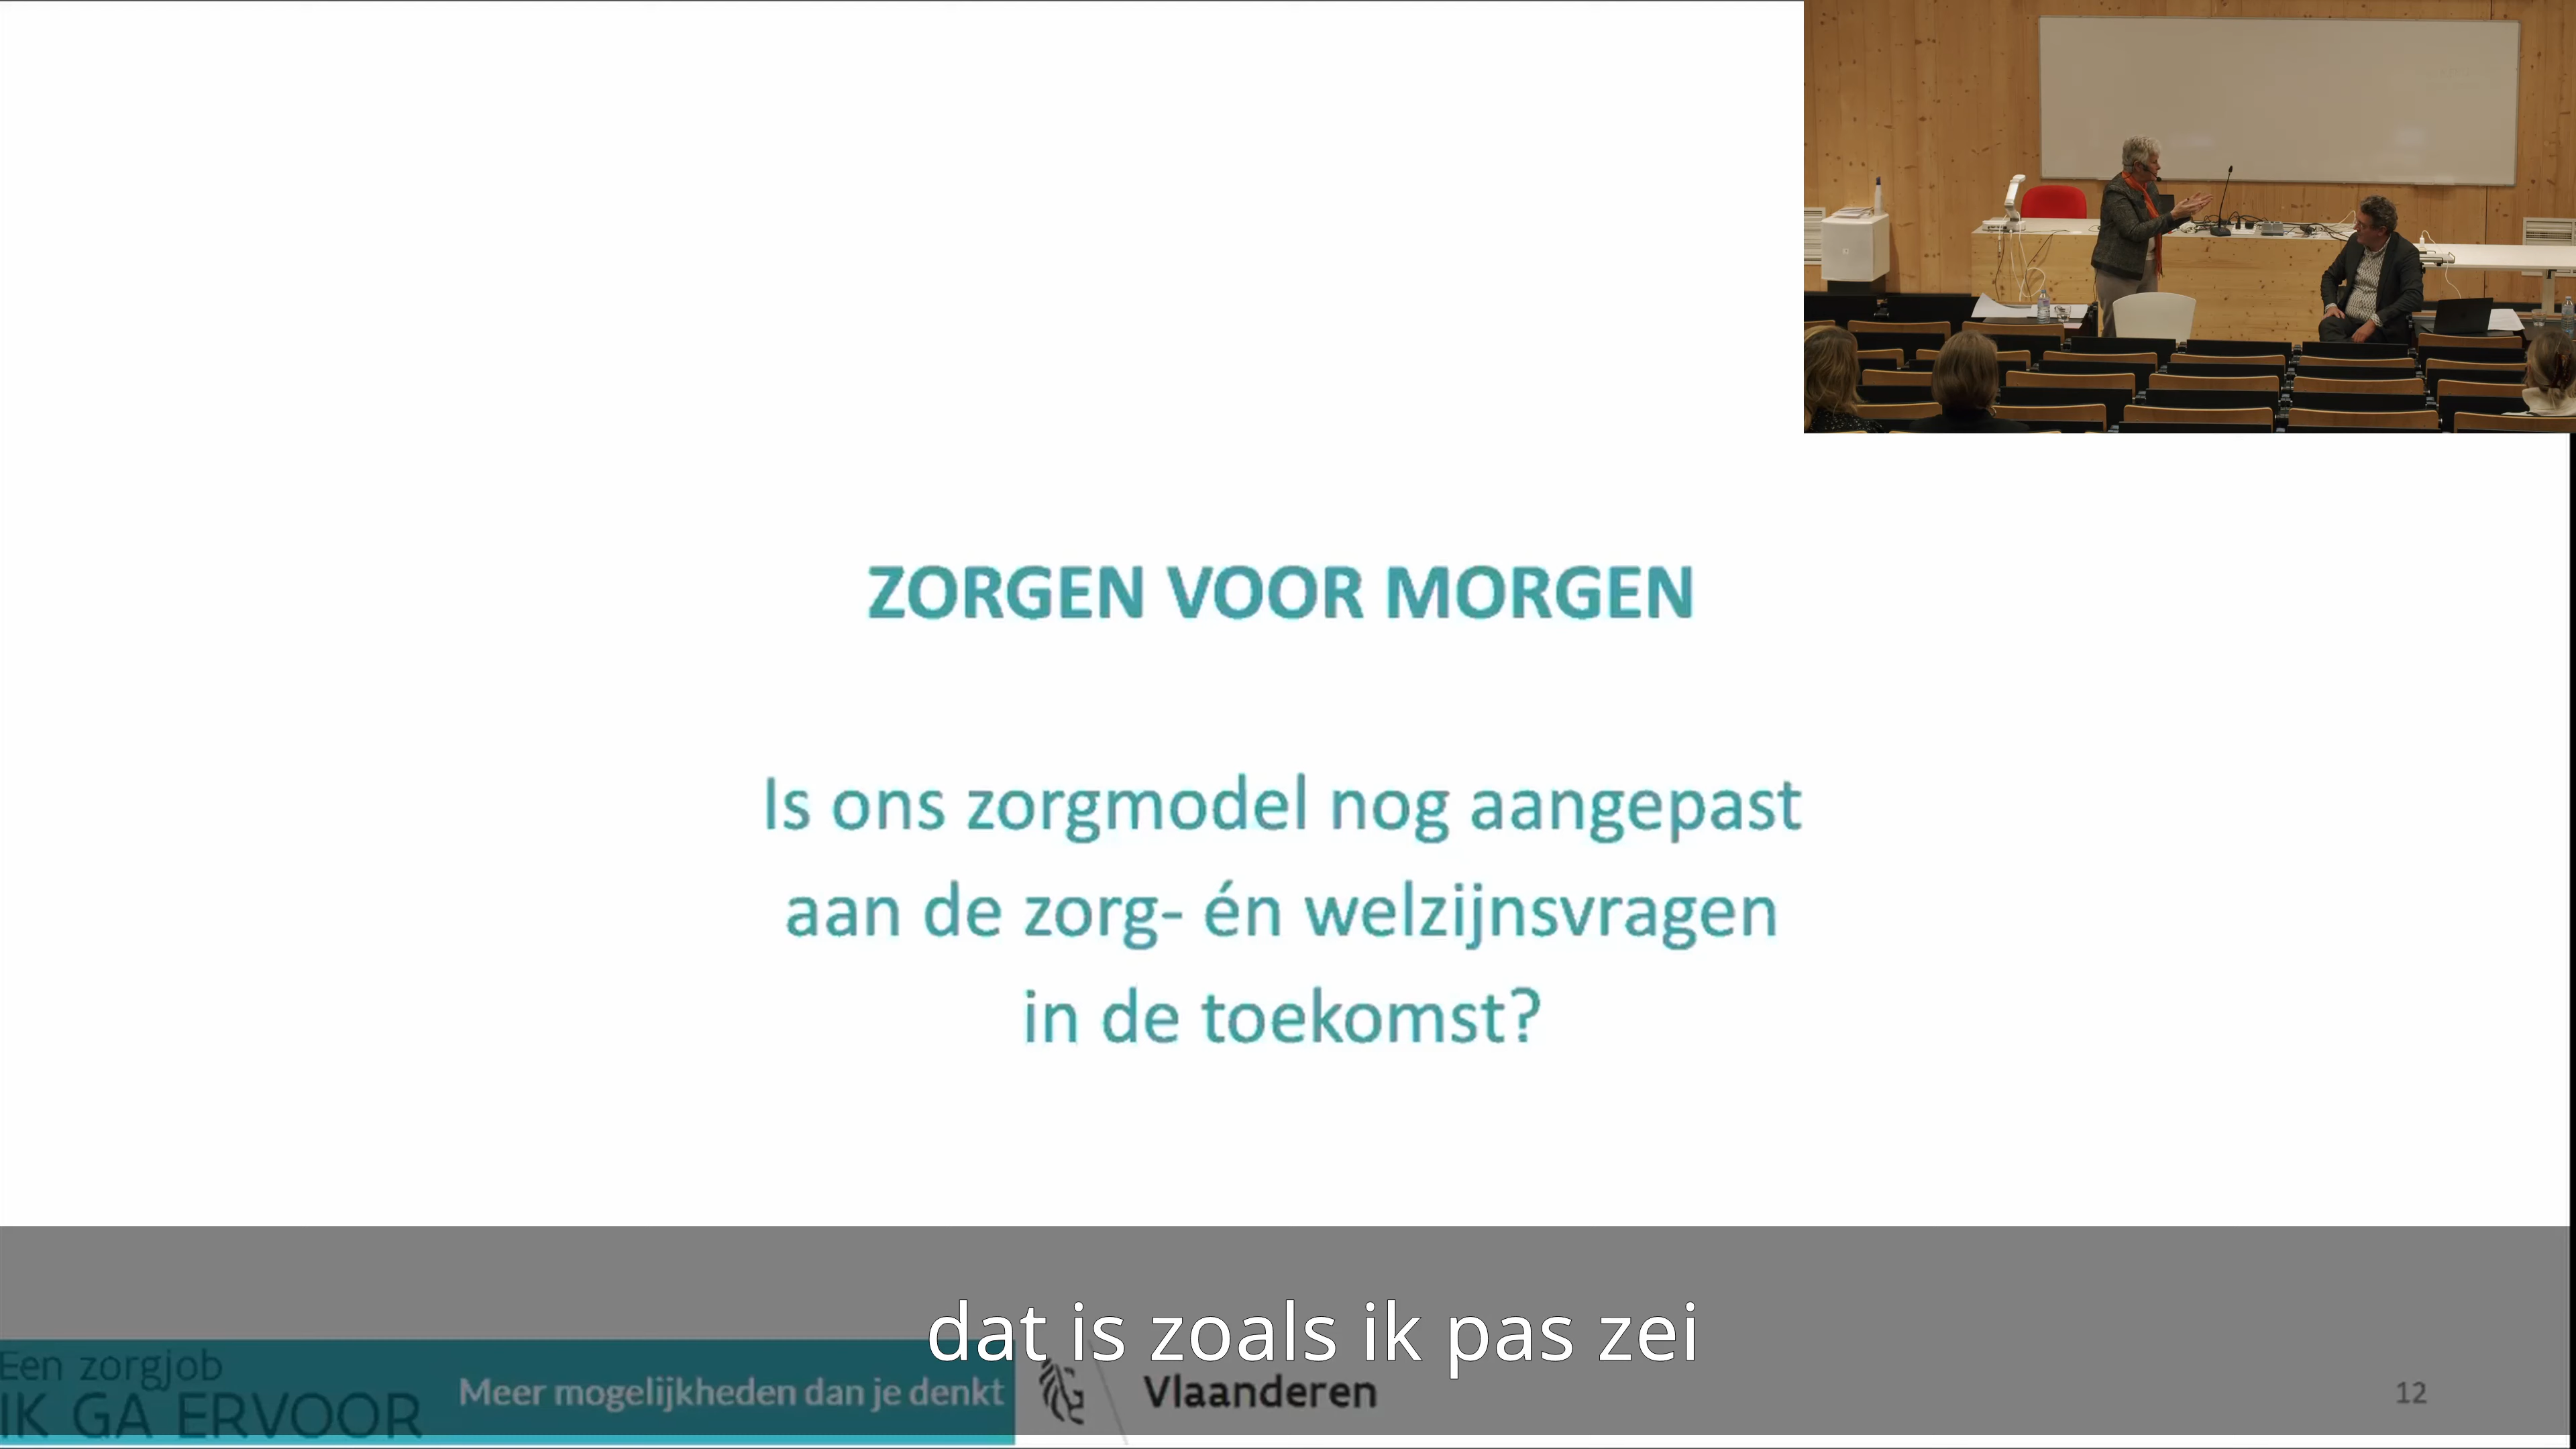 ZORGEN VOOR MORGEN
Is ons zorgmodel nog aangepast
aan de zorg- én welzijnsvragen
in de toekomst?
dat is zoals ik pas zei
Een zorgjob
IK GA ERVOOR
Meer mogelijkheden dan je denkt
Vlaanderen
12